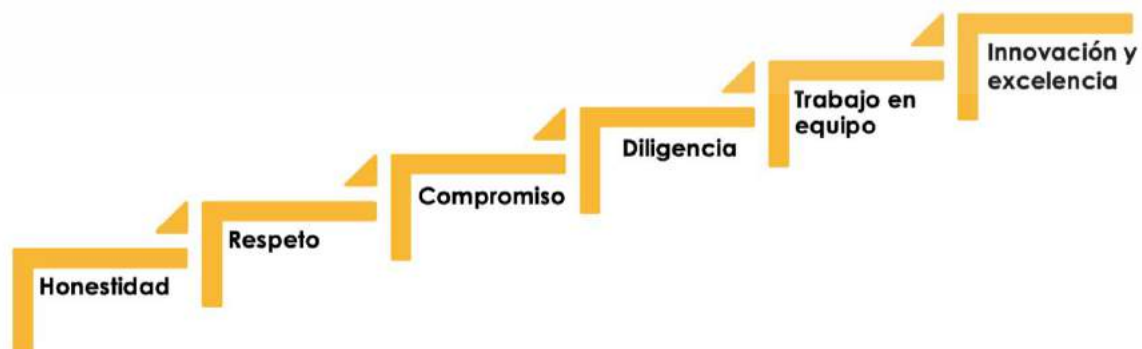 Honestidad
Respeto
Compromiso
Diligencia
Trabajo en
equipo
Innovación y
excelencia